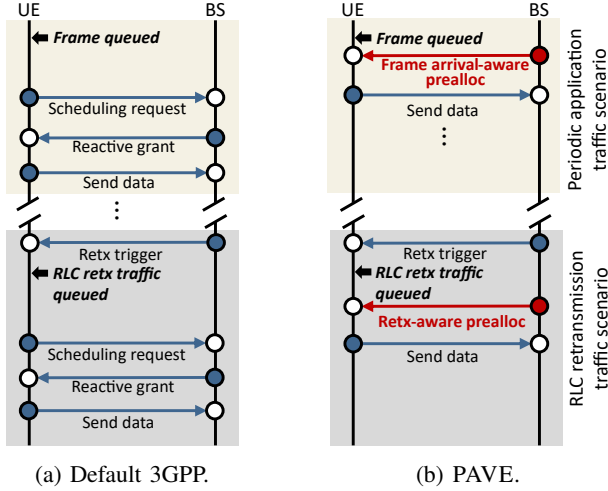 UE
BS
Frame queued
Scheduling request
Reactive grant
Send data
...
Retx trigger
RLC retx traffic
queued
Scheduling request
Reactive grant
Send data
(a) Default 3GPP.
UE
BS
Frame queued
Frame arrival-aware
prealloc
Send data
...
Retx trigger
RLC retx traffic
queued
Retx-aware prealloc
Send data
(b) PAVE.
Periodic application
traffic scenario
RLC retransmission
traffic scenario